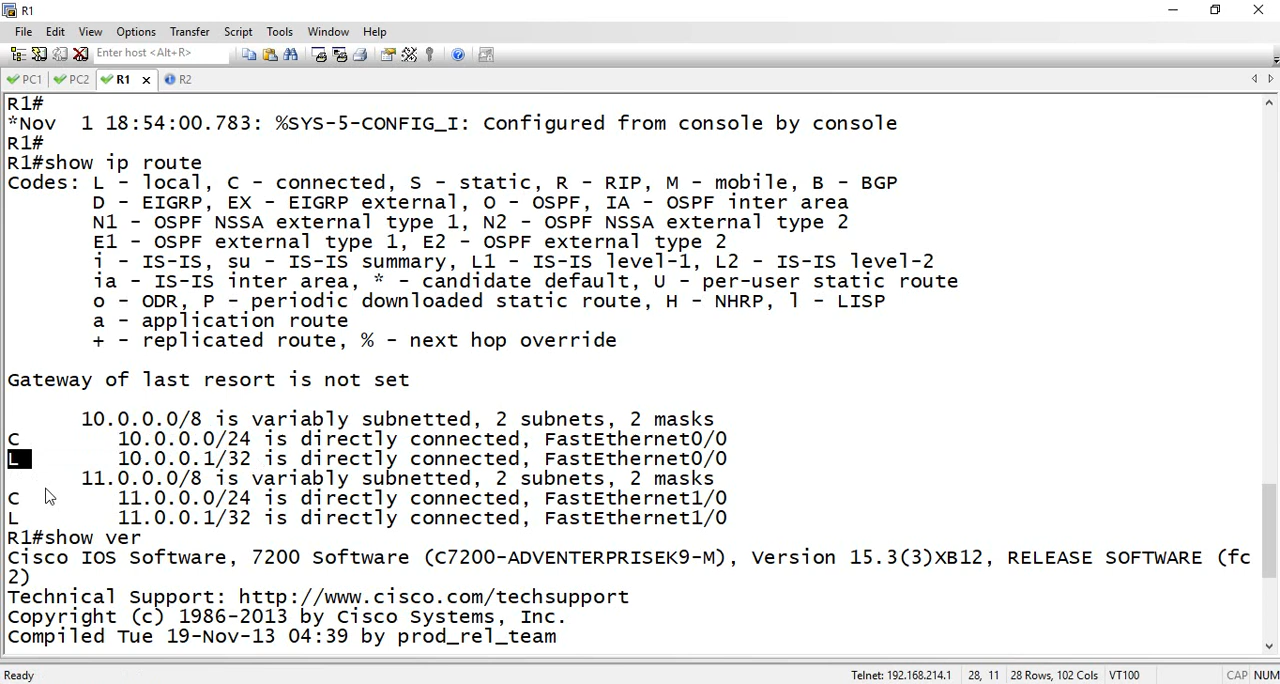 R1
File Edit View Options Transfer Script Tools Window Help
Enter host <Alt+R>
PC1 PC2 R1 R2
R1#
*Nov  1 18:54:00.783: %SYS-5-CONFIG_I: Configured from console by console
R1#
R1#show ip route
Codes: L - local, C - connected, S - static, R - RIP, M - mobile, B - BGP
D - EIGRP, EX - EIGRP external, O - OSPF, IA - OSPF inter area
N1 - OSPF NSSA external type 1, N2 - OSPF NSSA external type 2
E1 - OSPF external type 1, E2 - OSPF external type 2
i - IS-IS, su - IS-IS summary, L1 - IS-IS level-1, L2 - IS-IS level-2
ia - IS-IS inter area, * - candidate default, U - per-user static route
o - ODR, P - periodic downloaded static route, H - NHRP, l - LISP
a - application route
+ - replicated route, % - next hop override
Gateway of last resort is not set
10.0.0.0/8 is variably subnetted, 2 subnets, 2 masks
C 10.0.0.0/24 is directly connected, FastEthernet0/0
L 10.0.0.1/32 is directly connected, FastEthernet0/0
11.0.0.0/8 is variably subnetted, 2 subnets, 2 masks
C 11.0.0.0/24 is directly connected, FastEthernet1/0
L 11.0.0.1/32 is directly connected, FastEthernet1/0
R1#show ver
Cisco IOS Software, 7200 Software (C7200-ADVENTERPRISEK9-M), Version 15.3(3)XB12, RELEASE SOFTWARE (fc
2)
Technical Support: http://www.cisco.com/techsupport
Copyright (c) 1986-2013 by Cisco Systems, Inc.
Compiled Tue 19-Nov-13 04:39 by prod_rel_team
Ready Telnet: 192.168.214.1 28, 11 28 Rows, 102 Cols VT100 CAP NUM